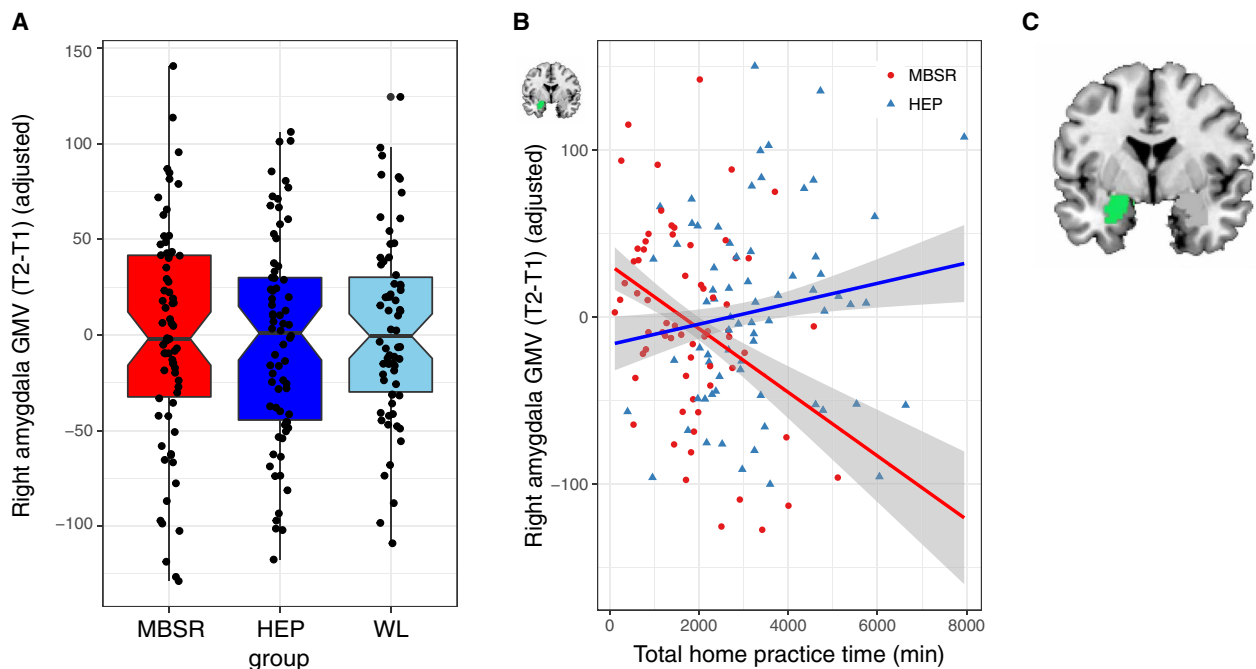 A
Right amygdala GMV (T2-T1) (adjusted)
150
100
50
0
−50
−100
MBSR HEP WL
group
B
Right amygdala GMV (T2-T1) (adjusted)
MBSR
HEP
100
0
−100
0 2000 4000 6000 8000
Total home practice time (min)
C